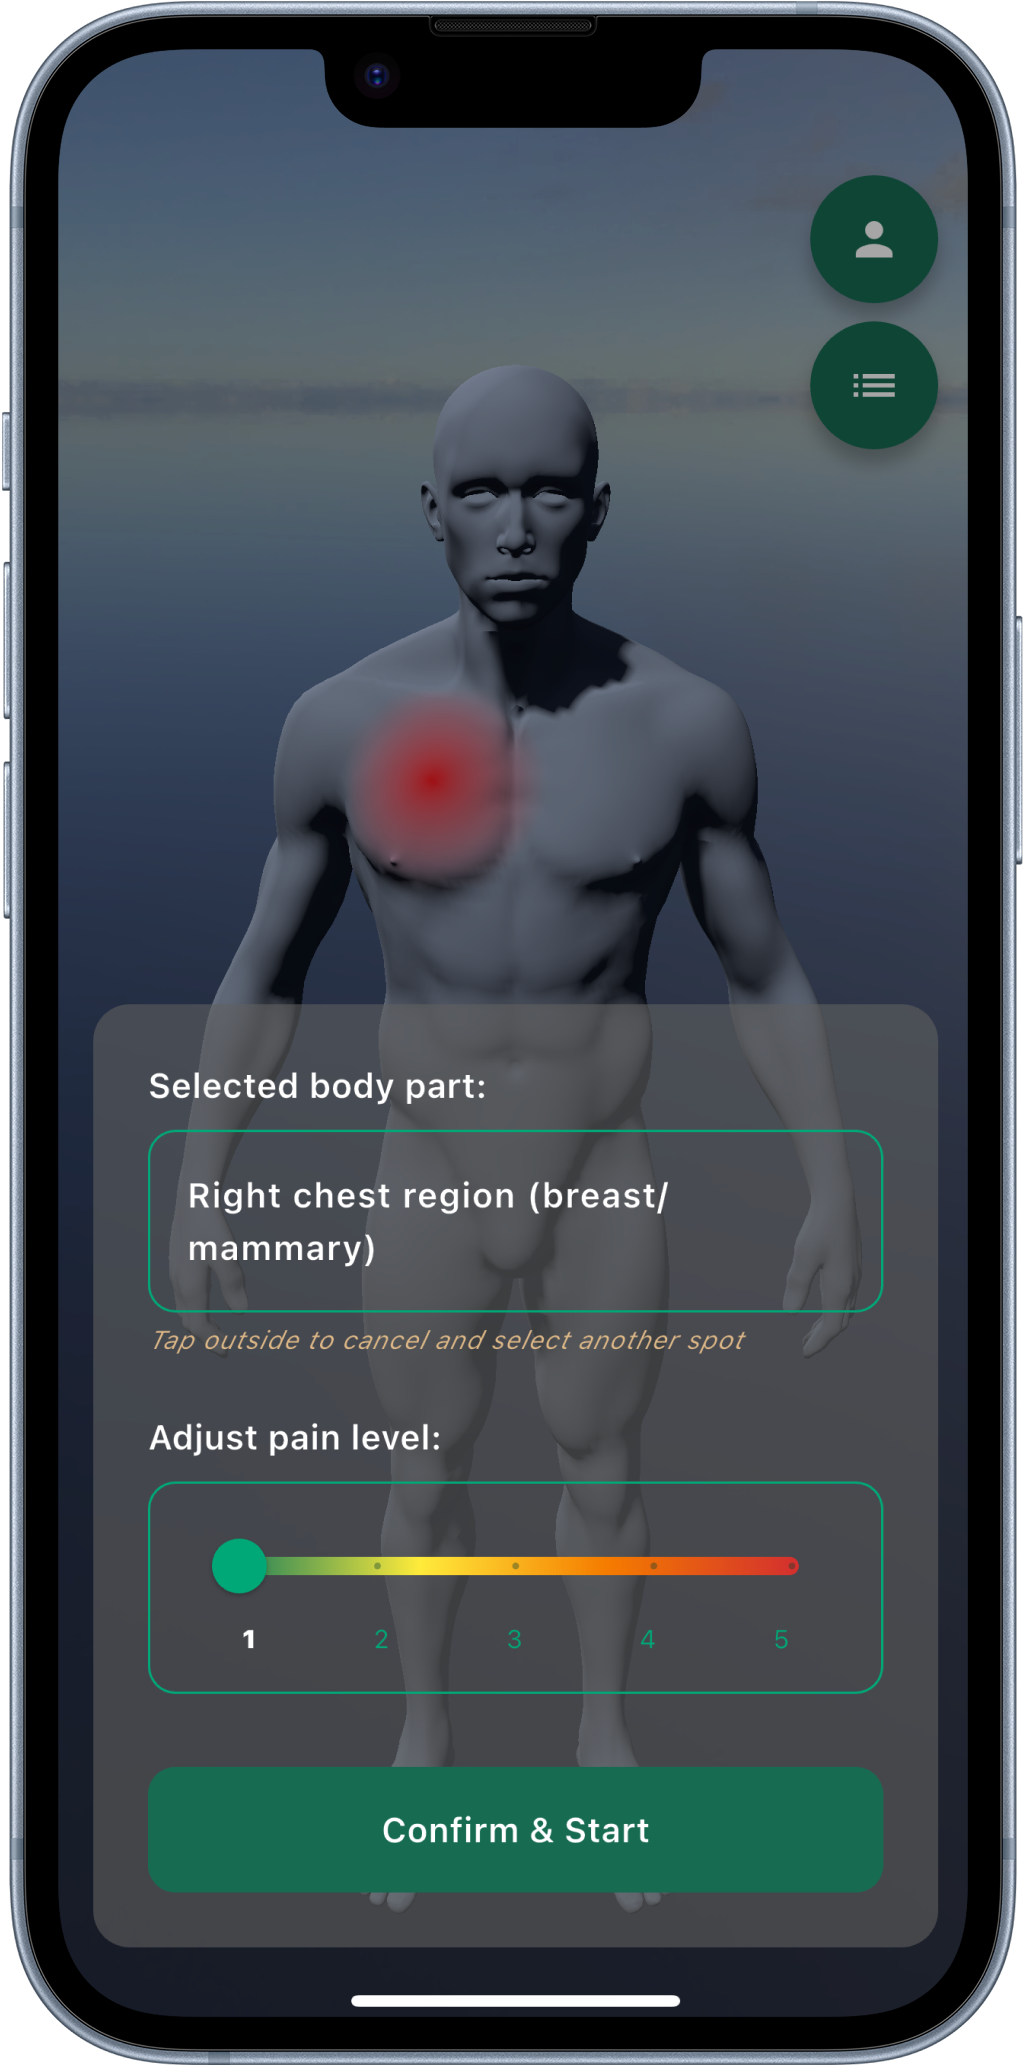 Selected body part:
Right chest region (breast/
mammary)
Tap outside to cancel and select another spot
Adjust pain level:
1 2 3 4 5
Confirm & Start